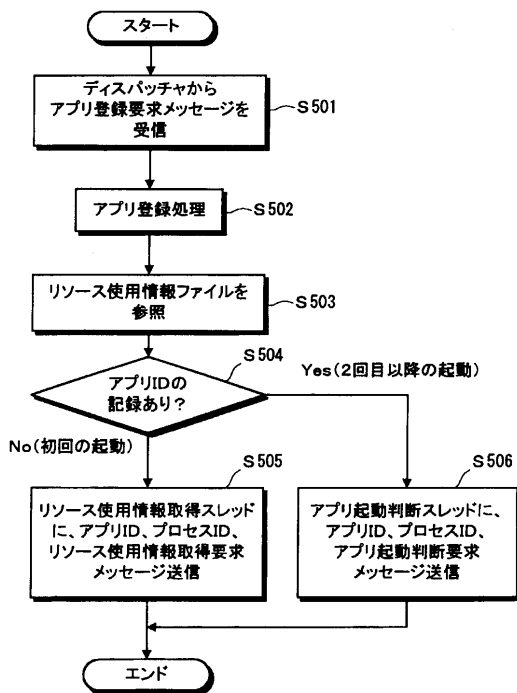 スタート
ディスパッチャから
アプリ登録要求メッセージを
受信
S501
アプリ登録処理
S502
リソース使用情報ファイルを
参照
S503
S504
アプリIDの
記録あり？
Yes（2回目以降の起動）
No（初回の起動）
S505
リソース使用情報取得スレッド
に、アプリID、プロセスID、
リソース使用情報取得要求
メッセージ送信
S506
アプリ起動判断スレッドに、
アプリID、プロセスID、
アプリ起動判断要求
メッセージ送信
エンド